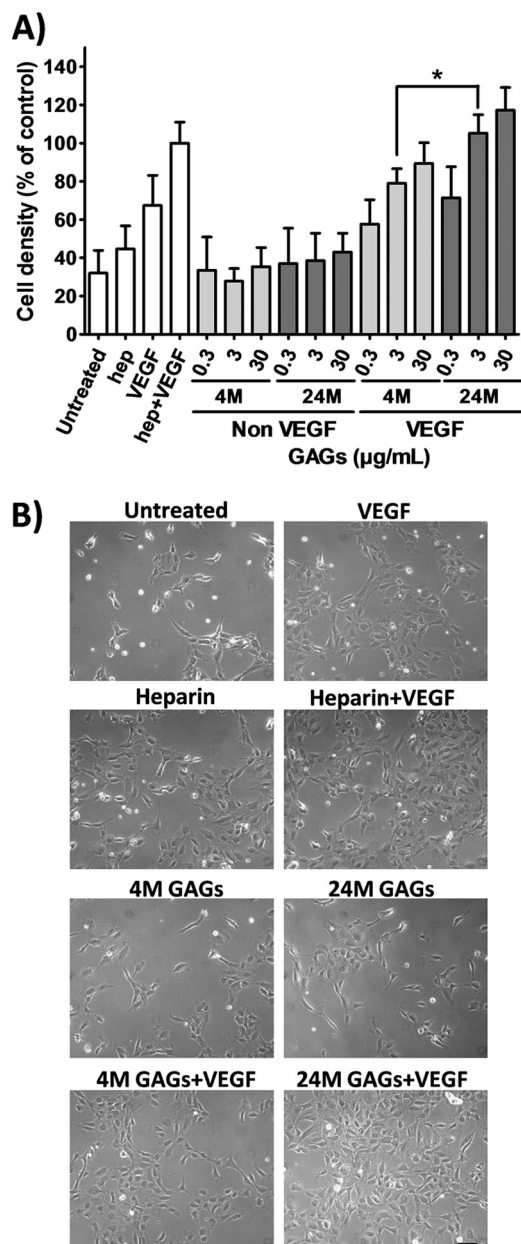 A)
Cell density (% of control)
140
120
100
80
60
40
20
0
*
Untreated
hep
VEGF
hep+VEGF
0.3 3 30 0.3 3 30 0.3 3 30 0.3 3 30
4M 24M 4M 24M
Non VEGF VEGF
GAGs (µg/mL)
B)
Untreated VEGF
Heparin Heparin+VEGF
4M GAGs 24M GAGs
4M GAGs+VEGF 24M GAGs+VEGF